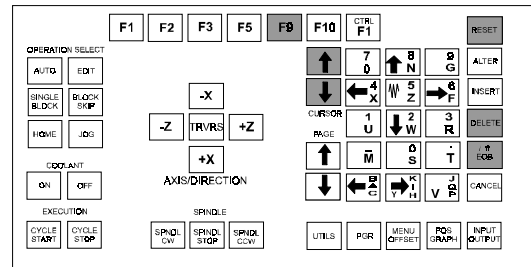 F1 F2 F3 F5 F9 F10 CTRL F1 RESET
OPERATION SELECT
AUTO EDIT
SINGLE BLOCK BLOCK SKIP
HOME JOG
COOLANT
ON OFF
EXECUTION
CYCLE START CYCLE STOP
-X
-Z TRVRS +Z
+X
AXIS/DIRECTION
SPINDLE
SPNDL CW SPNDL STOP SPNDL CCW
7 8 N 9 G ALTER
4 X 5 Z 6 F INSERT
CURSOR
1 U 2 W 3 R DELETE
PAGE
M 0 S . T EOB
B C Y K I H V J Q P CANCEL
UTILS PGR MENU OFFSET POS GRAPH INPUT OUTPUT